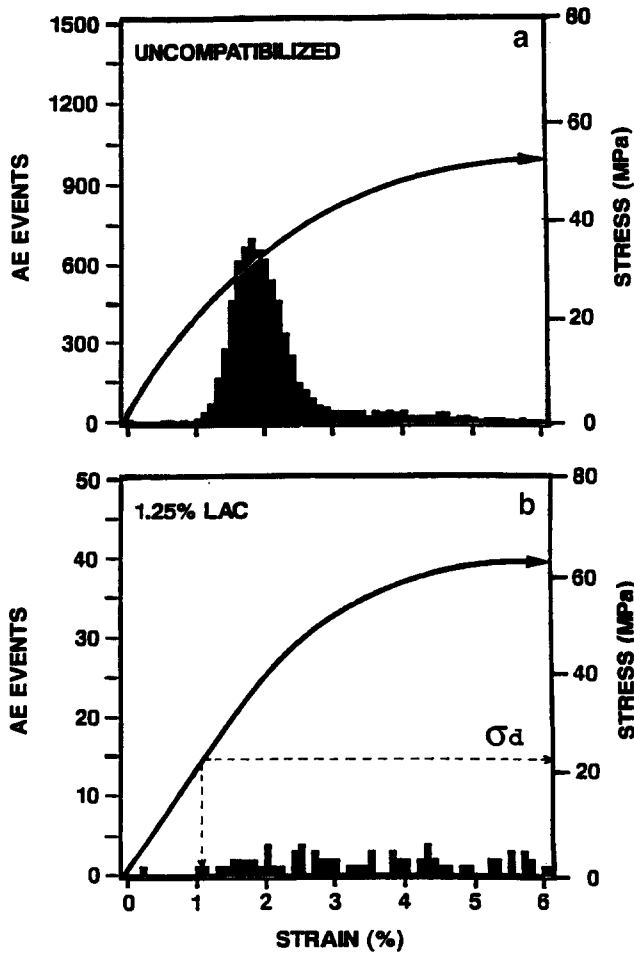 a
UNCOMPATIBILIZED
1500
1200
900
600
300
0
AE EVENTS
80
60
40
20
0
STRESS (MPa)
b
1.25% LAC
50
40
30
20
10
0
AE EVENTS
80
60
40
20
0
STRESS (MPa)
σd
0 1 2 3 4 5 6
STRAIN (%)